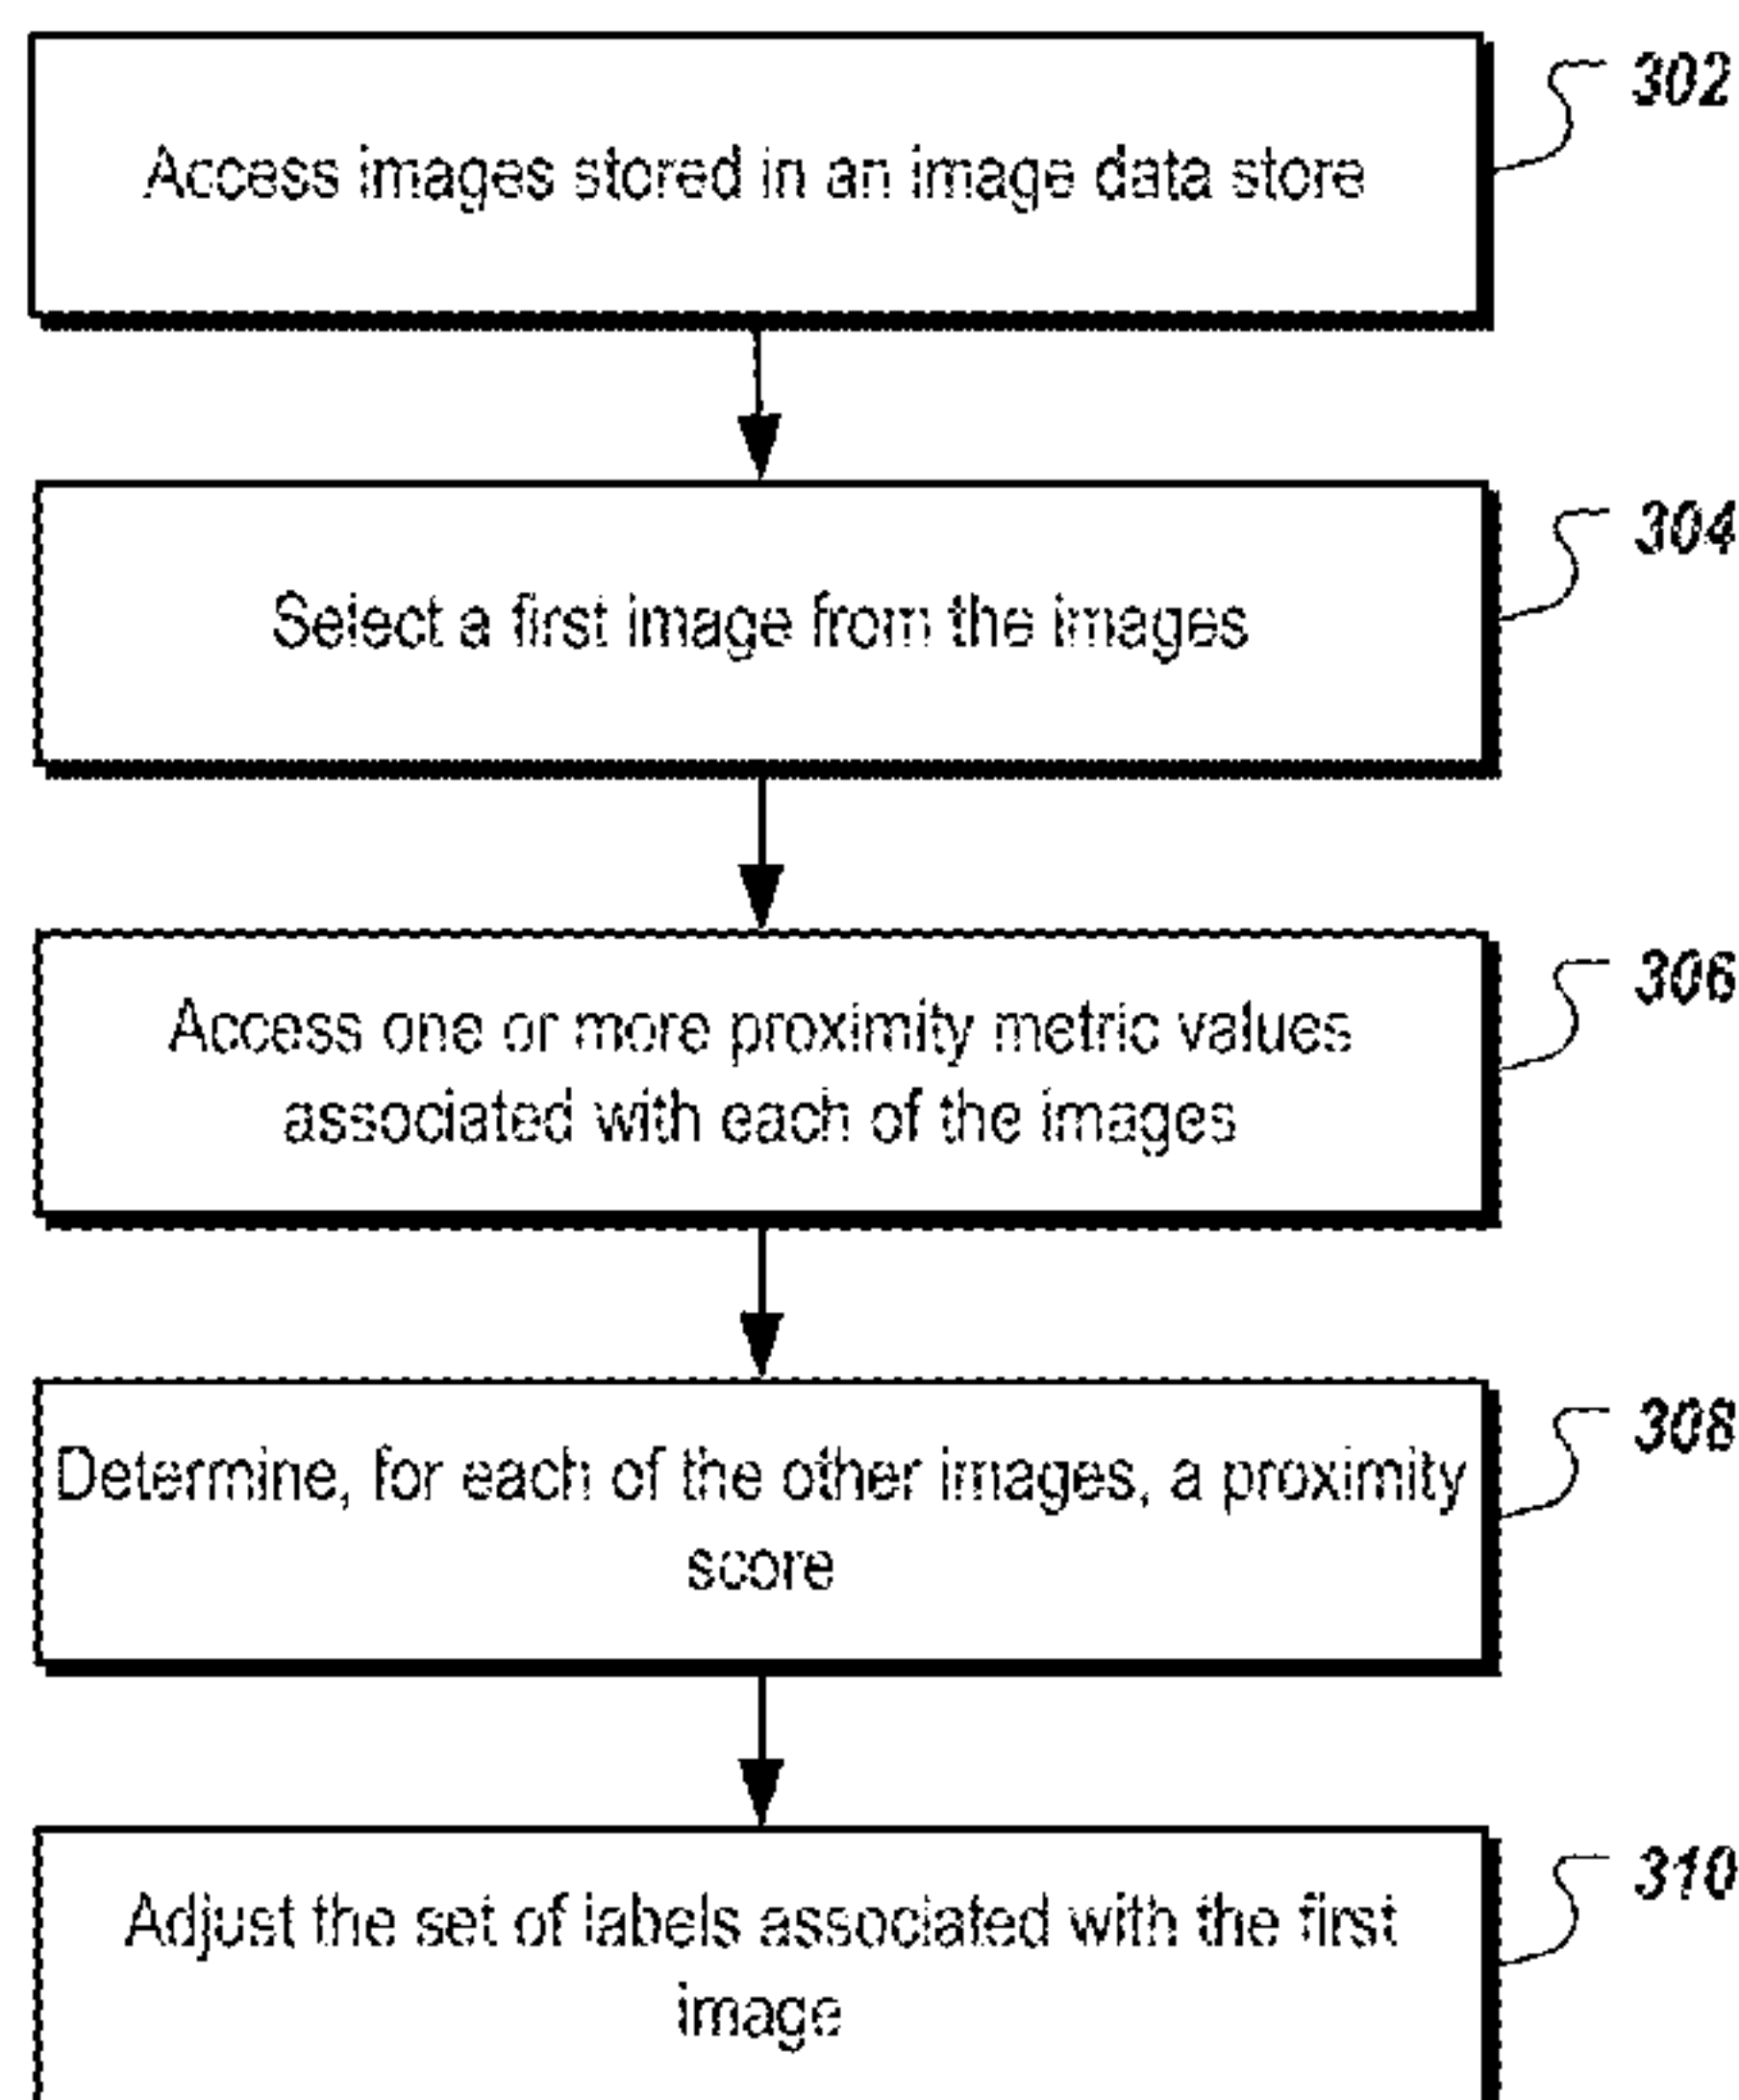 302
Access images stored in an image data store
304
Select a first image from the images
306
Access one or more proximity metric values
associated with each of the images
308
Determine, for each of the other images, a proximity
score
310
Adjust the set of labels associated with the first
image